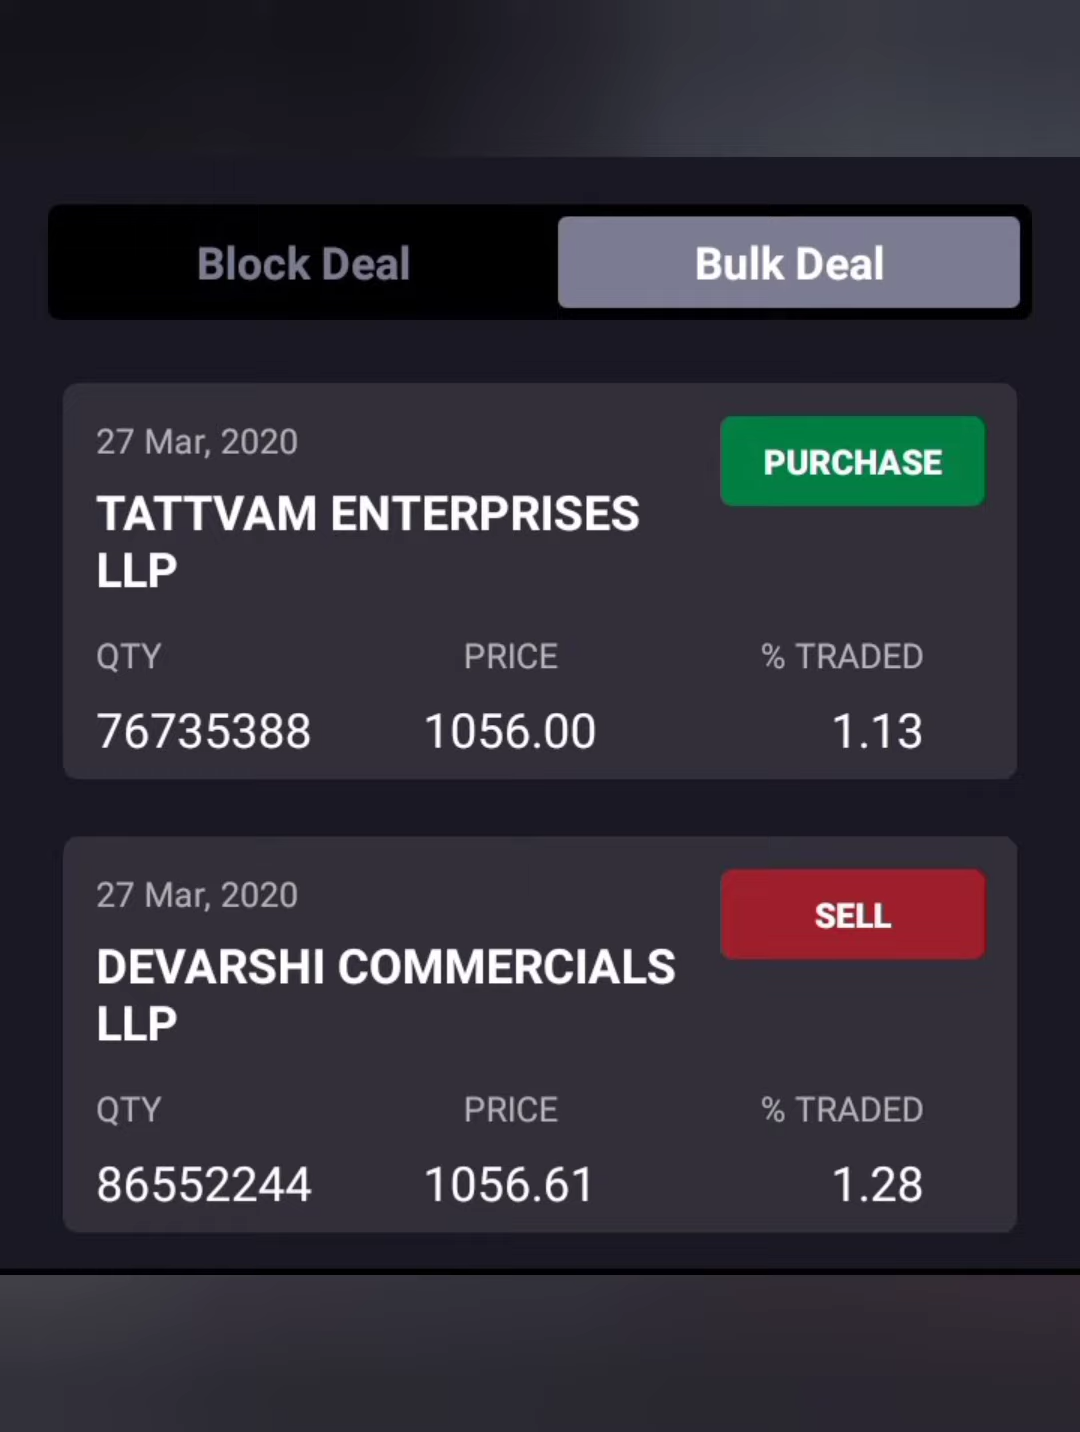 Block Deal
Bulk Deal
27 Mar, 2020
PURCHASE
TATTVAM ENTERPRISES
LLP
QTY PRICE % TRADED
76735388 1056.00 1.13
27 Mar, 2020
SELL
DEVARSHI COMMERCIALS
LLP
QTY PRICE % TRADED
86552244 1056.61 1.28